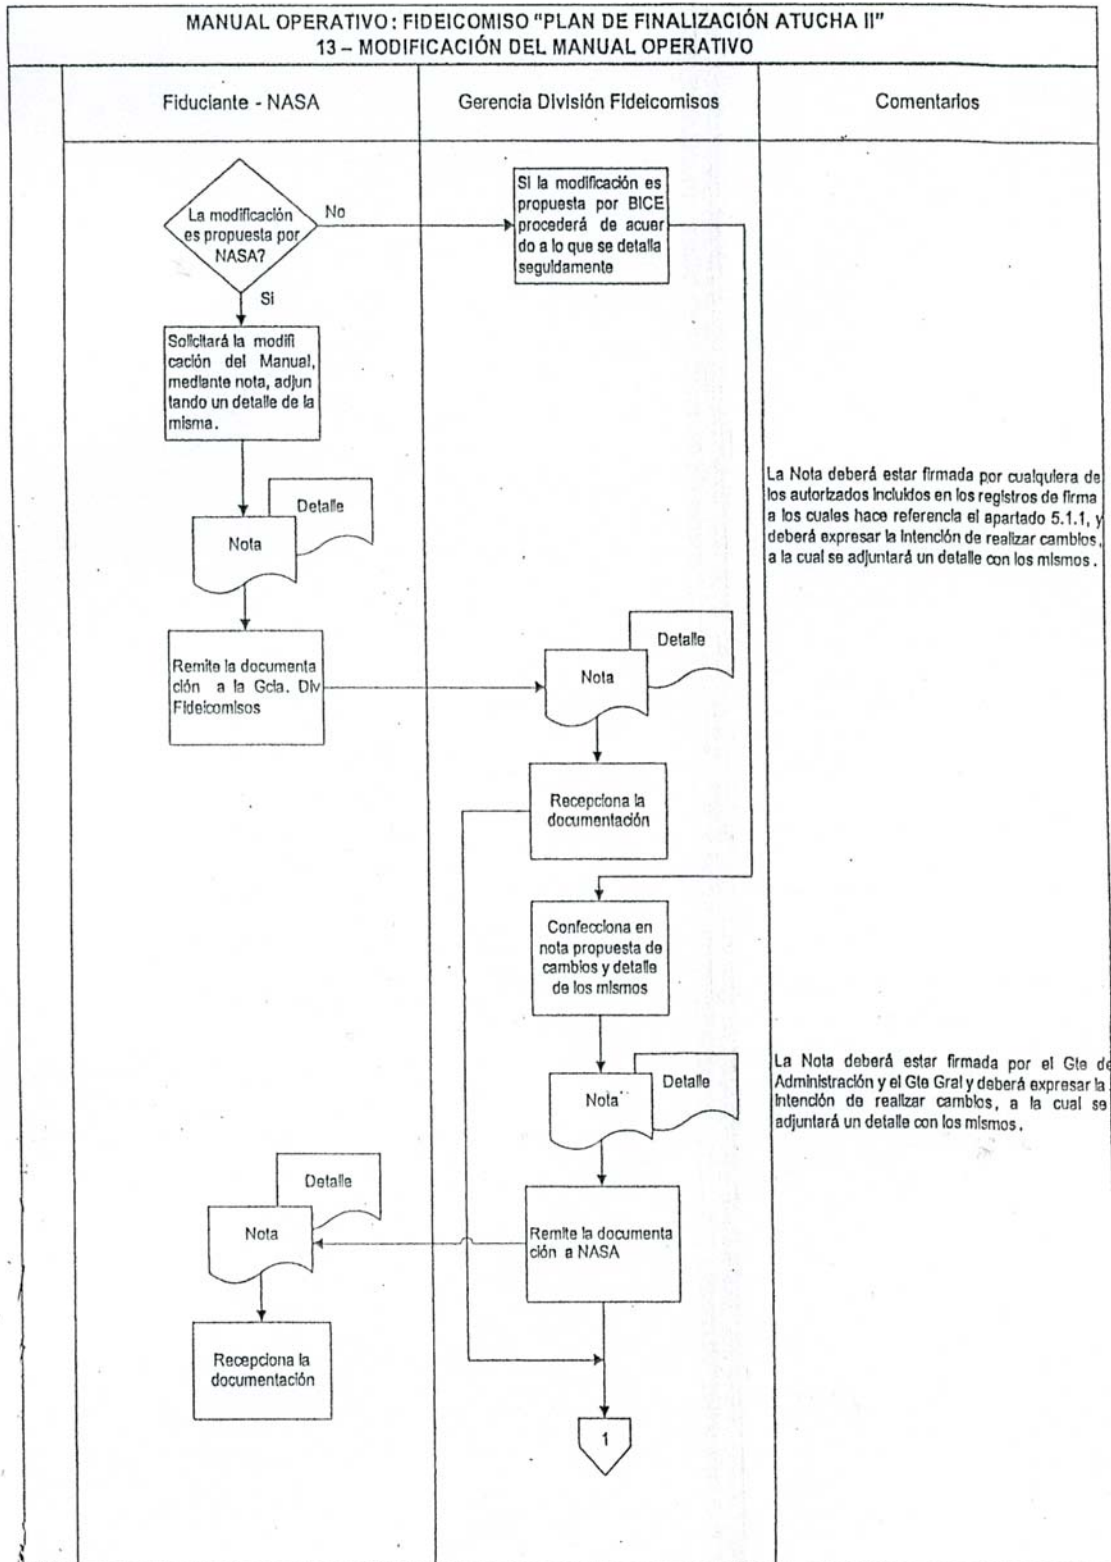 MANUAL OPERATIVO: FIDEICOMISO "PLAN DE FINALIZACIÓN ATUCHA II"
13 – MODIFICACIÓN DEL MANUAL OPERATIVO
Fiduciante - NASA
Gerencia División Fideicomisos
Comentarios
La modificación
es propuesta por
NASA?
No
Si
Si la modificación es
propuesta por BICE
procederá de acuer
do a lo que se detalla
seguidamente
Solicitará la modifi
cación del Manual,
mediante nota, adjun
tando un detalle de la
misma.
Detalle
Nota
La Nota deberá estar firmada por cualquiera de
los autorizados incluidos en los registros de firma
a los cuales hace referencia el apartado 5.1.1, y
deberá expresar la intención de realizar cambios,
a la cual se adjuntará un detalle con los mismos.
Remite la documenta
ción a la Gcia. Div
Fideicomisos
Detalle
Nota
Recepciona la
documentación
Confecciona en
nota propuesta de
cambios y detalle
de los mismos
Detalle
Nota
La Nota deberá estar firmada por el Gte de
Administración y el Gte Gral y deberá expresar la
intención de realizar cambios, a la cual se
adjuntará un detalle con los mismos.
Detalle
Nota
Remite la documenta
ción a NASA
Recepciona la
documentación
1